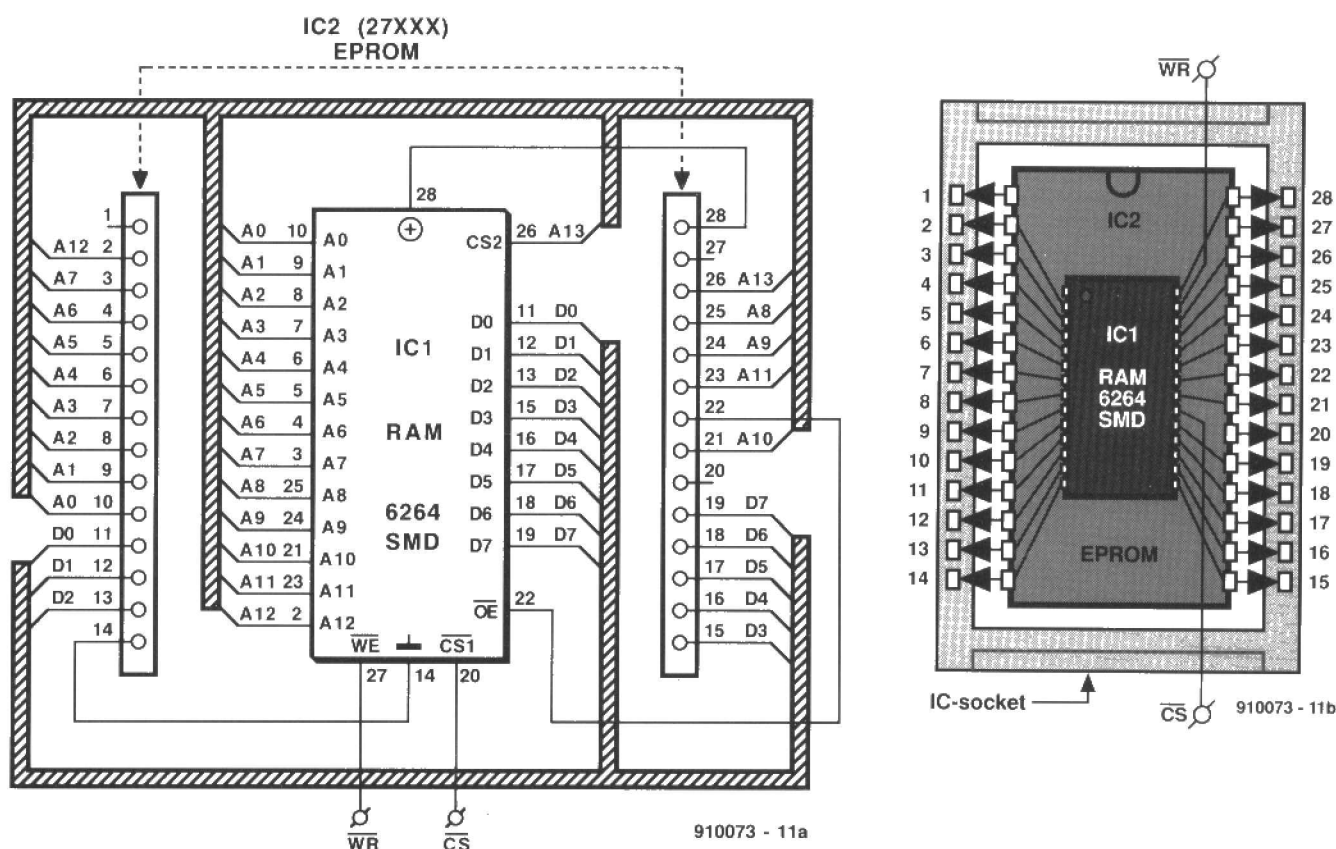 IC2 (27XXX)
EPROM
1
A12 2
A7 3
A6 4
A5 5
A4 6
A3 7
A2 8
A1 9
A0 10
D0 11
D1 12
D2 13
14
A0 10 A0
A1 9 A1
A2 8 A2
A3 7 A3
A4 6 A4
A5 5 A5
A6 4 A6
A7 3 A7
A8 25 A8
A9 24 A9
A10 21 A10
A11 23 A11
A12 2 A12
28
IC1
RAM
6264
SMD
CS2 26 A13
D0 11 D0
D1 12 D1
D2 13 D2
D3 15 D3
D4 16 D4
D5 17 D5
D6 18 D6
D7 19 D7
O̅E̅ 22
W̅E̅ C̅S̅1̅
27 14 20
W̅R̅ C̅S̅
28
27
26 A13
25 A8
24 A9
23 A11
22
21 A10
20
19 D7
18 D6
17 D5
16 D4
15 D3
910073 - 11a
W̅R̅
1
2
3
4
5
6
7
8
9
10
11
12
13
14
IC2
IC1
RAM
6264
SMD
EPROM
28
27
26
25
24
23
22
21
20
19
18
17
16
15
IC-socket
C̅S̅
910073 - 11b